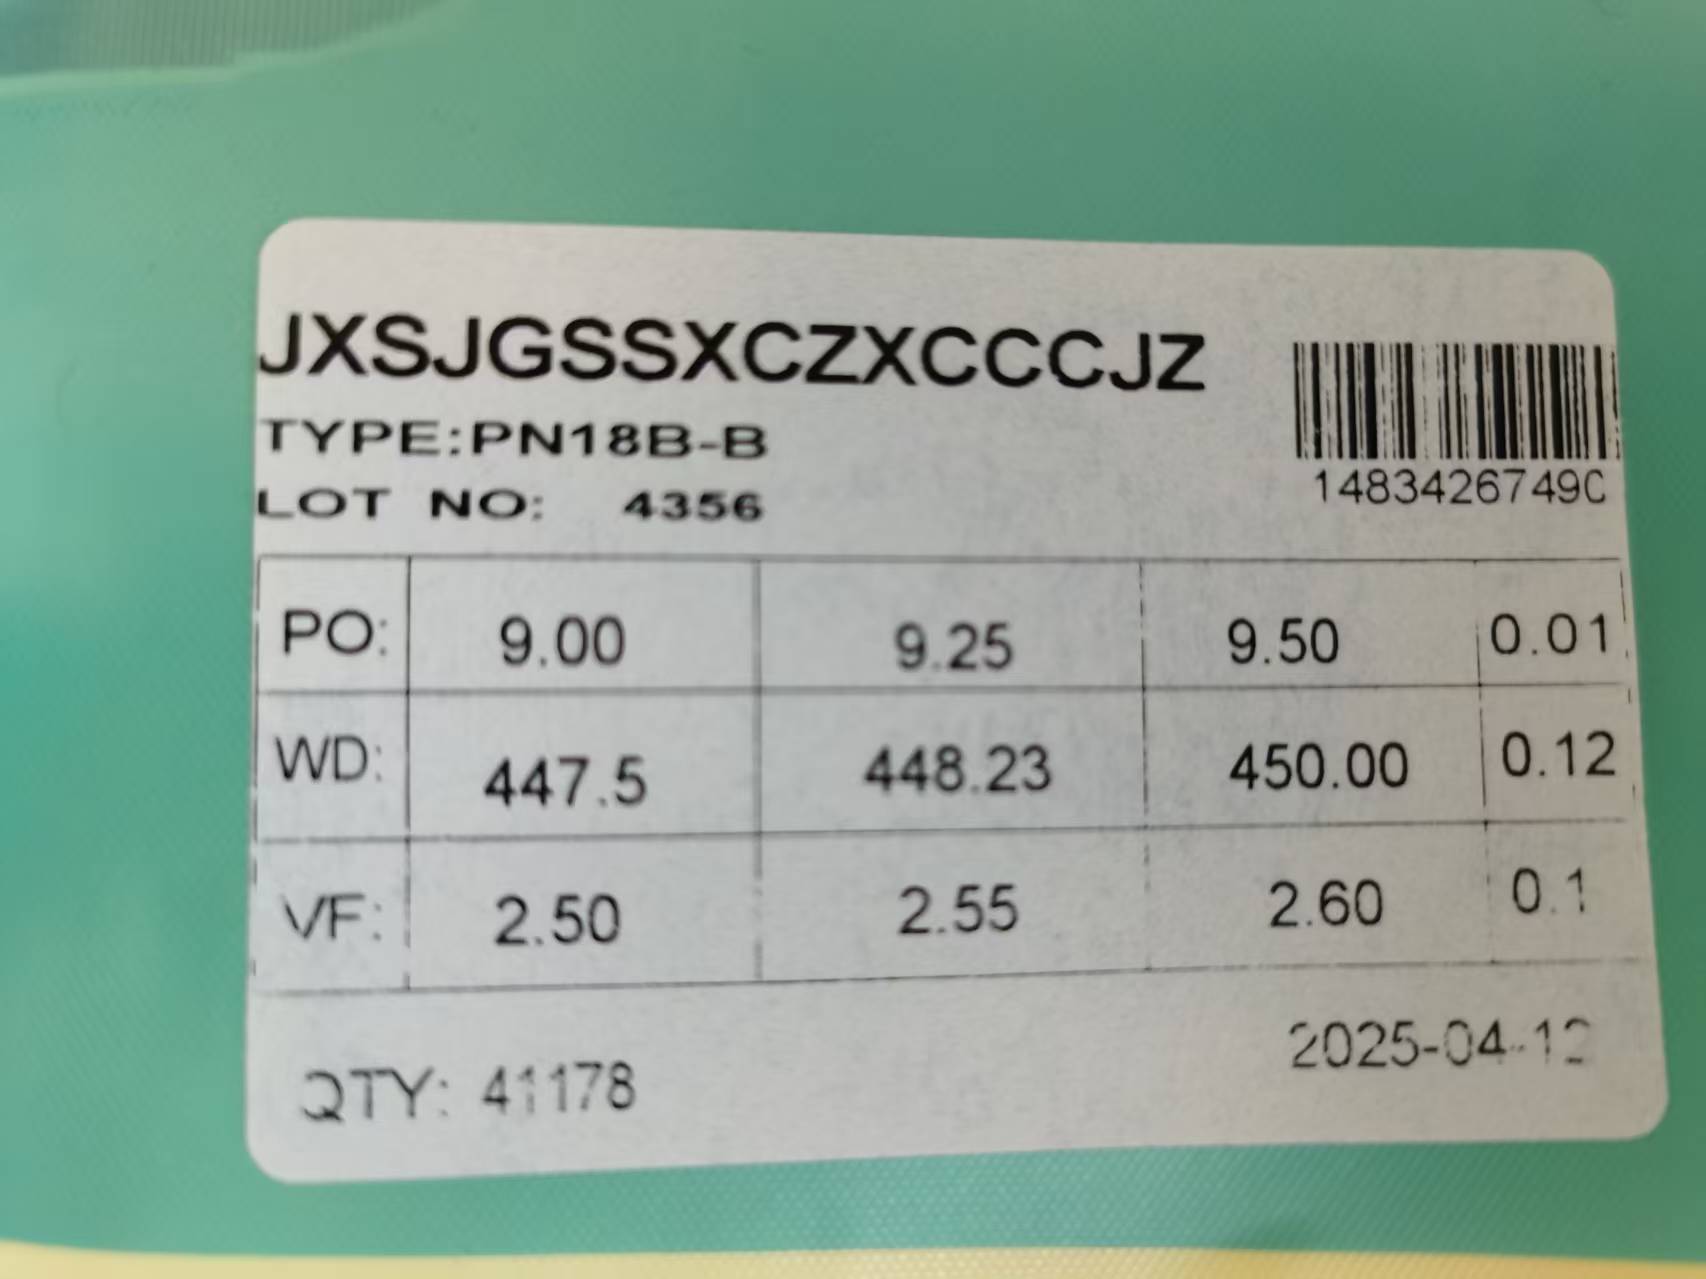 JXSJGSSXCZXCCCJZ
TYPE:PN18B-B
LOT NO: 4356
14834267490
PO: 9.00 9.25 9.50 0.01
WD: 447.5 448.23 450.00 0.12
VF: 2.50 2.55 2.60 0.1
QTY: 41178
2025-04-12